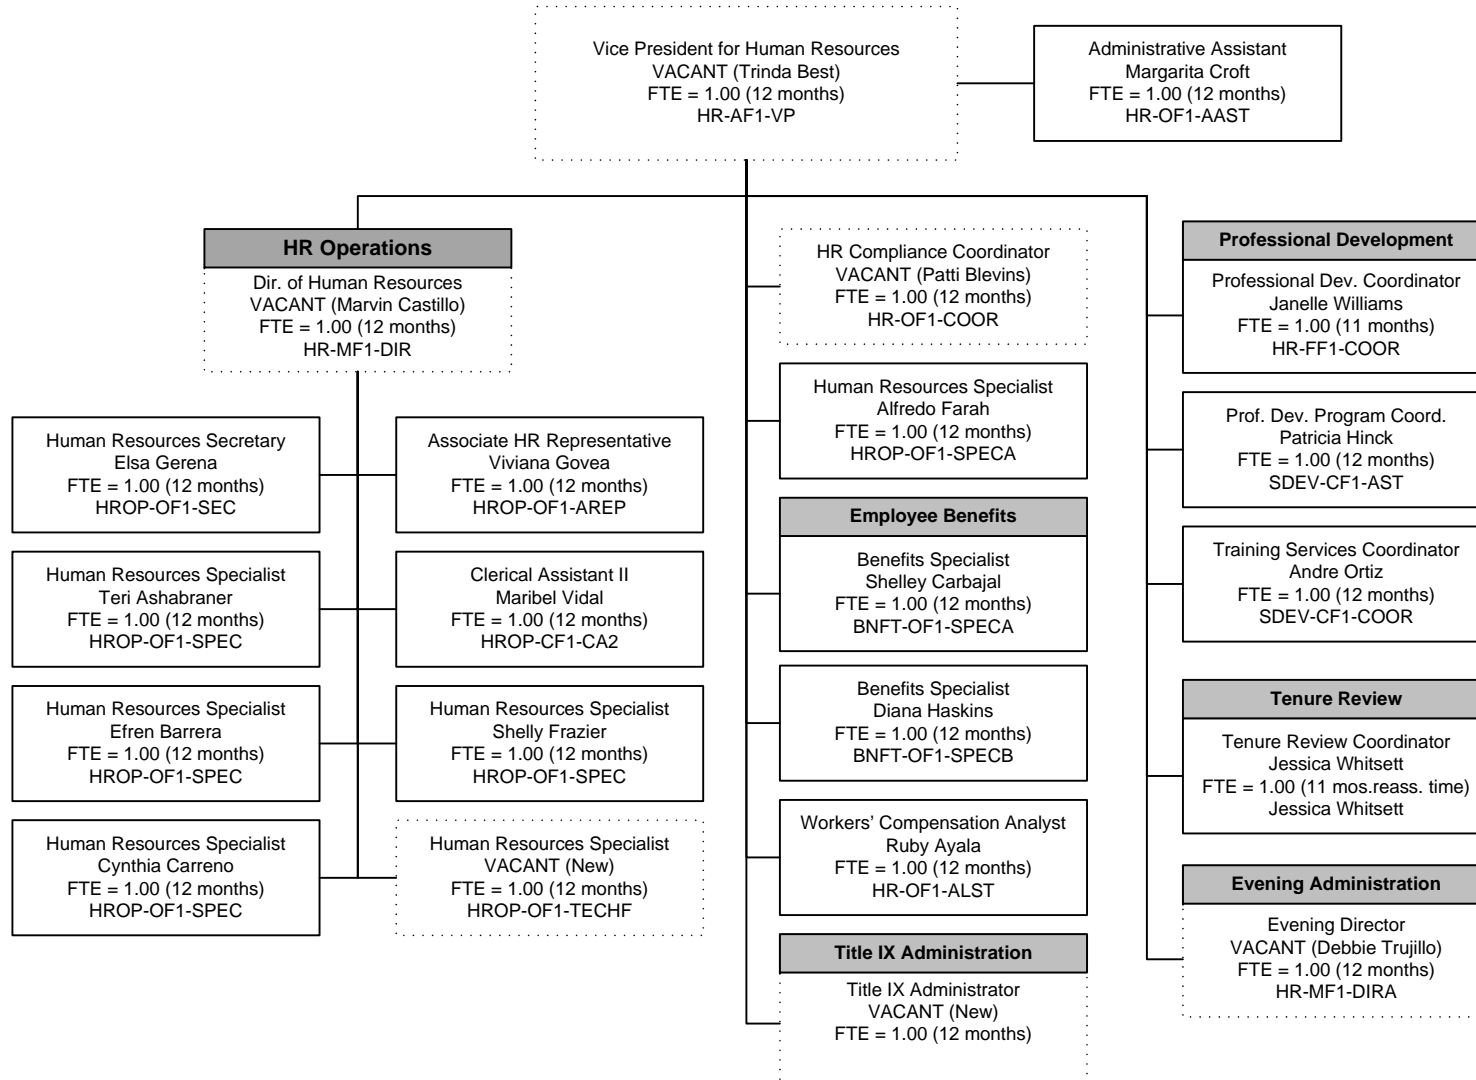 Vice President for Human Resources
VACANT (Trinda Best)
FTE = 1.00 (12 months)
HR-AF1-VP
Administrative Assistant
Margarita Croft
FTE = 1.00 (12 months)
HR-OF1-AAST
HR Operations
Dir. of Human Resources
VACANT (Marvin Castillo)
FTE = 1.00 (12 months)
HR-MF1-DIR
Human Resources Secretary
Elsa Gerena
FTE = 1.00 (12 months)
HROP-OF1-SEC
Associate HR Representative
Viviana Govea
FTE = 1.00 (12 months)
HROP-OF1-AREP
Human Resources Specialist
Teri Ashabraner
FTE = 1.00 (12 months)
HROP-OF1-SPEC
Clerical Assistant II
Maribel Vidal
FTE = 1.00 (12 months)
HROP-CF1-CA2
Human Resources Specialist
Efren Barrera
FTE = 1.00 (12 months)
HROP-OF1-SPEC
Human Resources Specialist
Shelly Frazier
FTE = 1.00 (12 months)
HROP-OF1-SPEC
Human Resources Specialist
Cynthia Carreno
FTE = 1.00 (12 months)
HROP-OF1-SPEC
Human Resources Specialist
VACANT (New)
FTE = 1.00 (12 months)
HROP-OF1-TECHF
HR Compliance Coordinator
VACANT (Patti Blevins)
FTE = 1.00 (12 months)
HR-OF1-COOR
Human Resources Specialist
Alfredo Farah
FTE = 1.00 (12 months)
HROP-OF1-SPECA
Employee Benefits
Benefits Specialist
Shelley Carbajal
FTE = 1.00 (12 months)
BNFT-OF1-SPECA
Benefits Specialist
Diana Haskins
FTE = 1.00 (12 months)
BNFT-OF1-SPECB
Workers’ Compensation Analyst
Ruby Ayala
FTE = 1.00 (12 months)
HR-OF1-ALST
Title IX Administration
Title IX Administrator
VACANT (New)
FTE = 1.00 (12 months)
Professional Development
Professional Dev. Coordinator
Janelle Williams
FTE = 1.00 (11 months)
HR-FF1-COOR
Prof. Dev. Program Coord.
Patricia Hinck
FTE = 1.00 (12 months)
SDEV-CF1-AST
Training Services Coordinator
Andre Ortiz
FTE = 1.00 (12 months)
SDEV-CF1-COOR
Tenure Review
Tenure Review Coordinator
Jessica Whitsett
FTE = 1.00 (11 mos.reass. time)
Jessica Whitsett
Evening Administration
Evening Director
VACANT (Debbie Trujillo)
FTE = 1.00 (12 months)
HR-MF1-DIRA